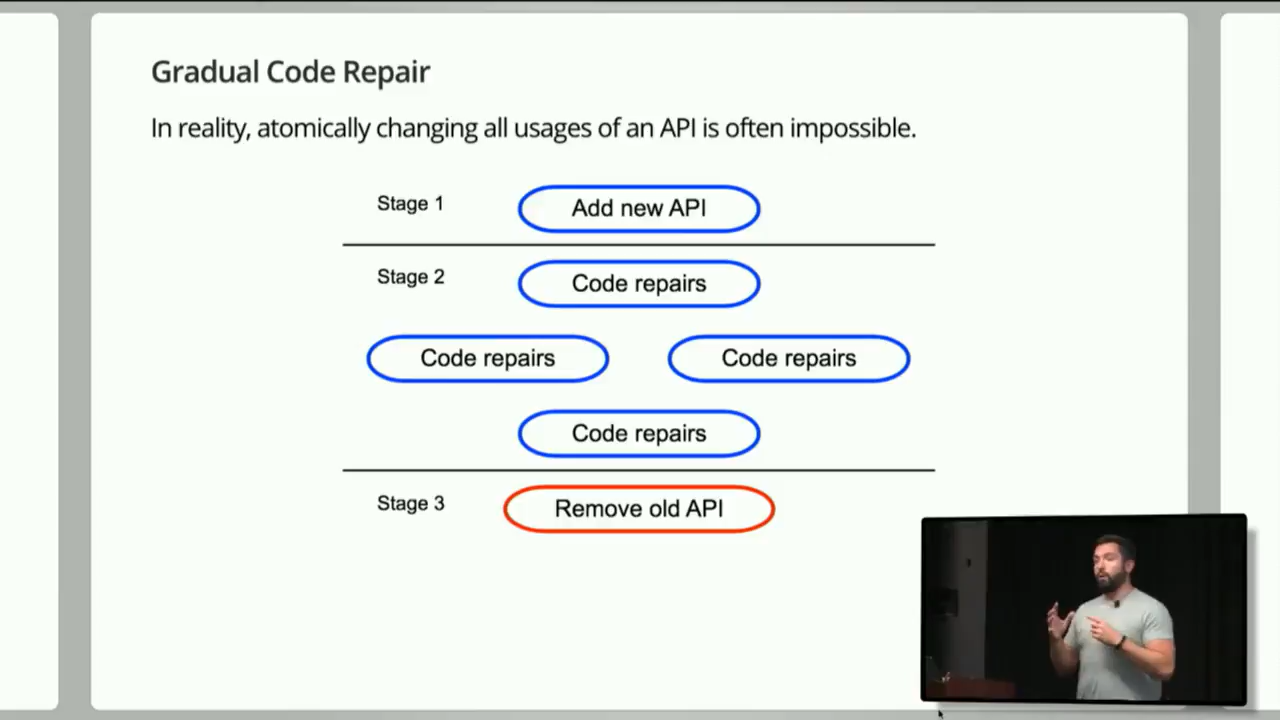 Gradual Code Repair
In reality, atomically changing all usages of an API is often impossible.
Stage 1
Add new API
Stage 2
Code repairs
Code repairs
Code repairs
Code repairs
Stage 3
Remove old API